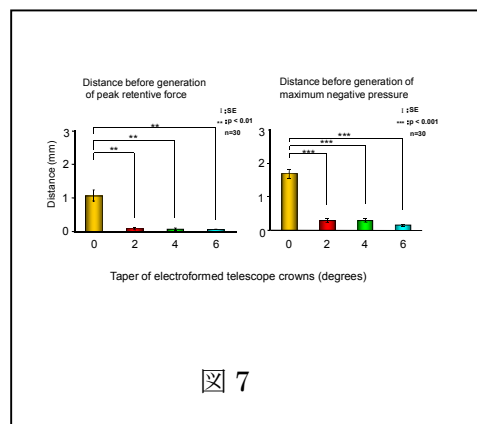 Distance before generation
of peak retentive force
I :SE
** :p < 0.01
n=30
**
**
**
Distance (mm)
3
2
1
0
0 2 4 6
Distance before generation of
maximum negative pressure
I :SE
*** :p < 0.001
n=30
***
***
***
3
2
1
0
0 2 4 6
Taper of electroformed telescope crowns (degrees)
図 7